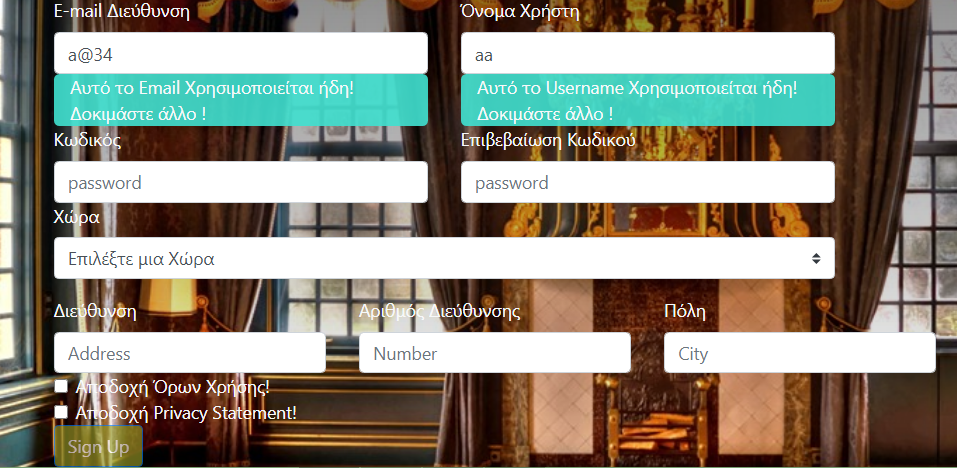 E-mail Διεύθυνση Όνομα Χρήστη
a@34 aa
Αυτό το Email Χρησιμοποιείται ήδη! Αυτό το Username Χρησιμοποιείται ήδη!
Δοκιμάστε άλλο ! Δοκιμάστε άλλο !
Κωδικός Επιβεβαίωση Κωδικού
password password
Χώρα
Επιλέξτε μια Χώρα
Διεύθυνση Αριθμός Διεύθυνσης Πόλη
Address Number City
Αποδοχή Όρων Χρήσης!
Αποδοχή Privacy Statement!
Sign Up